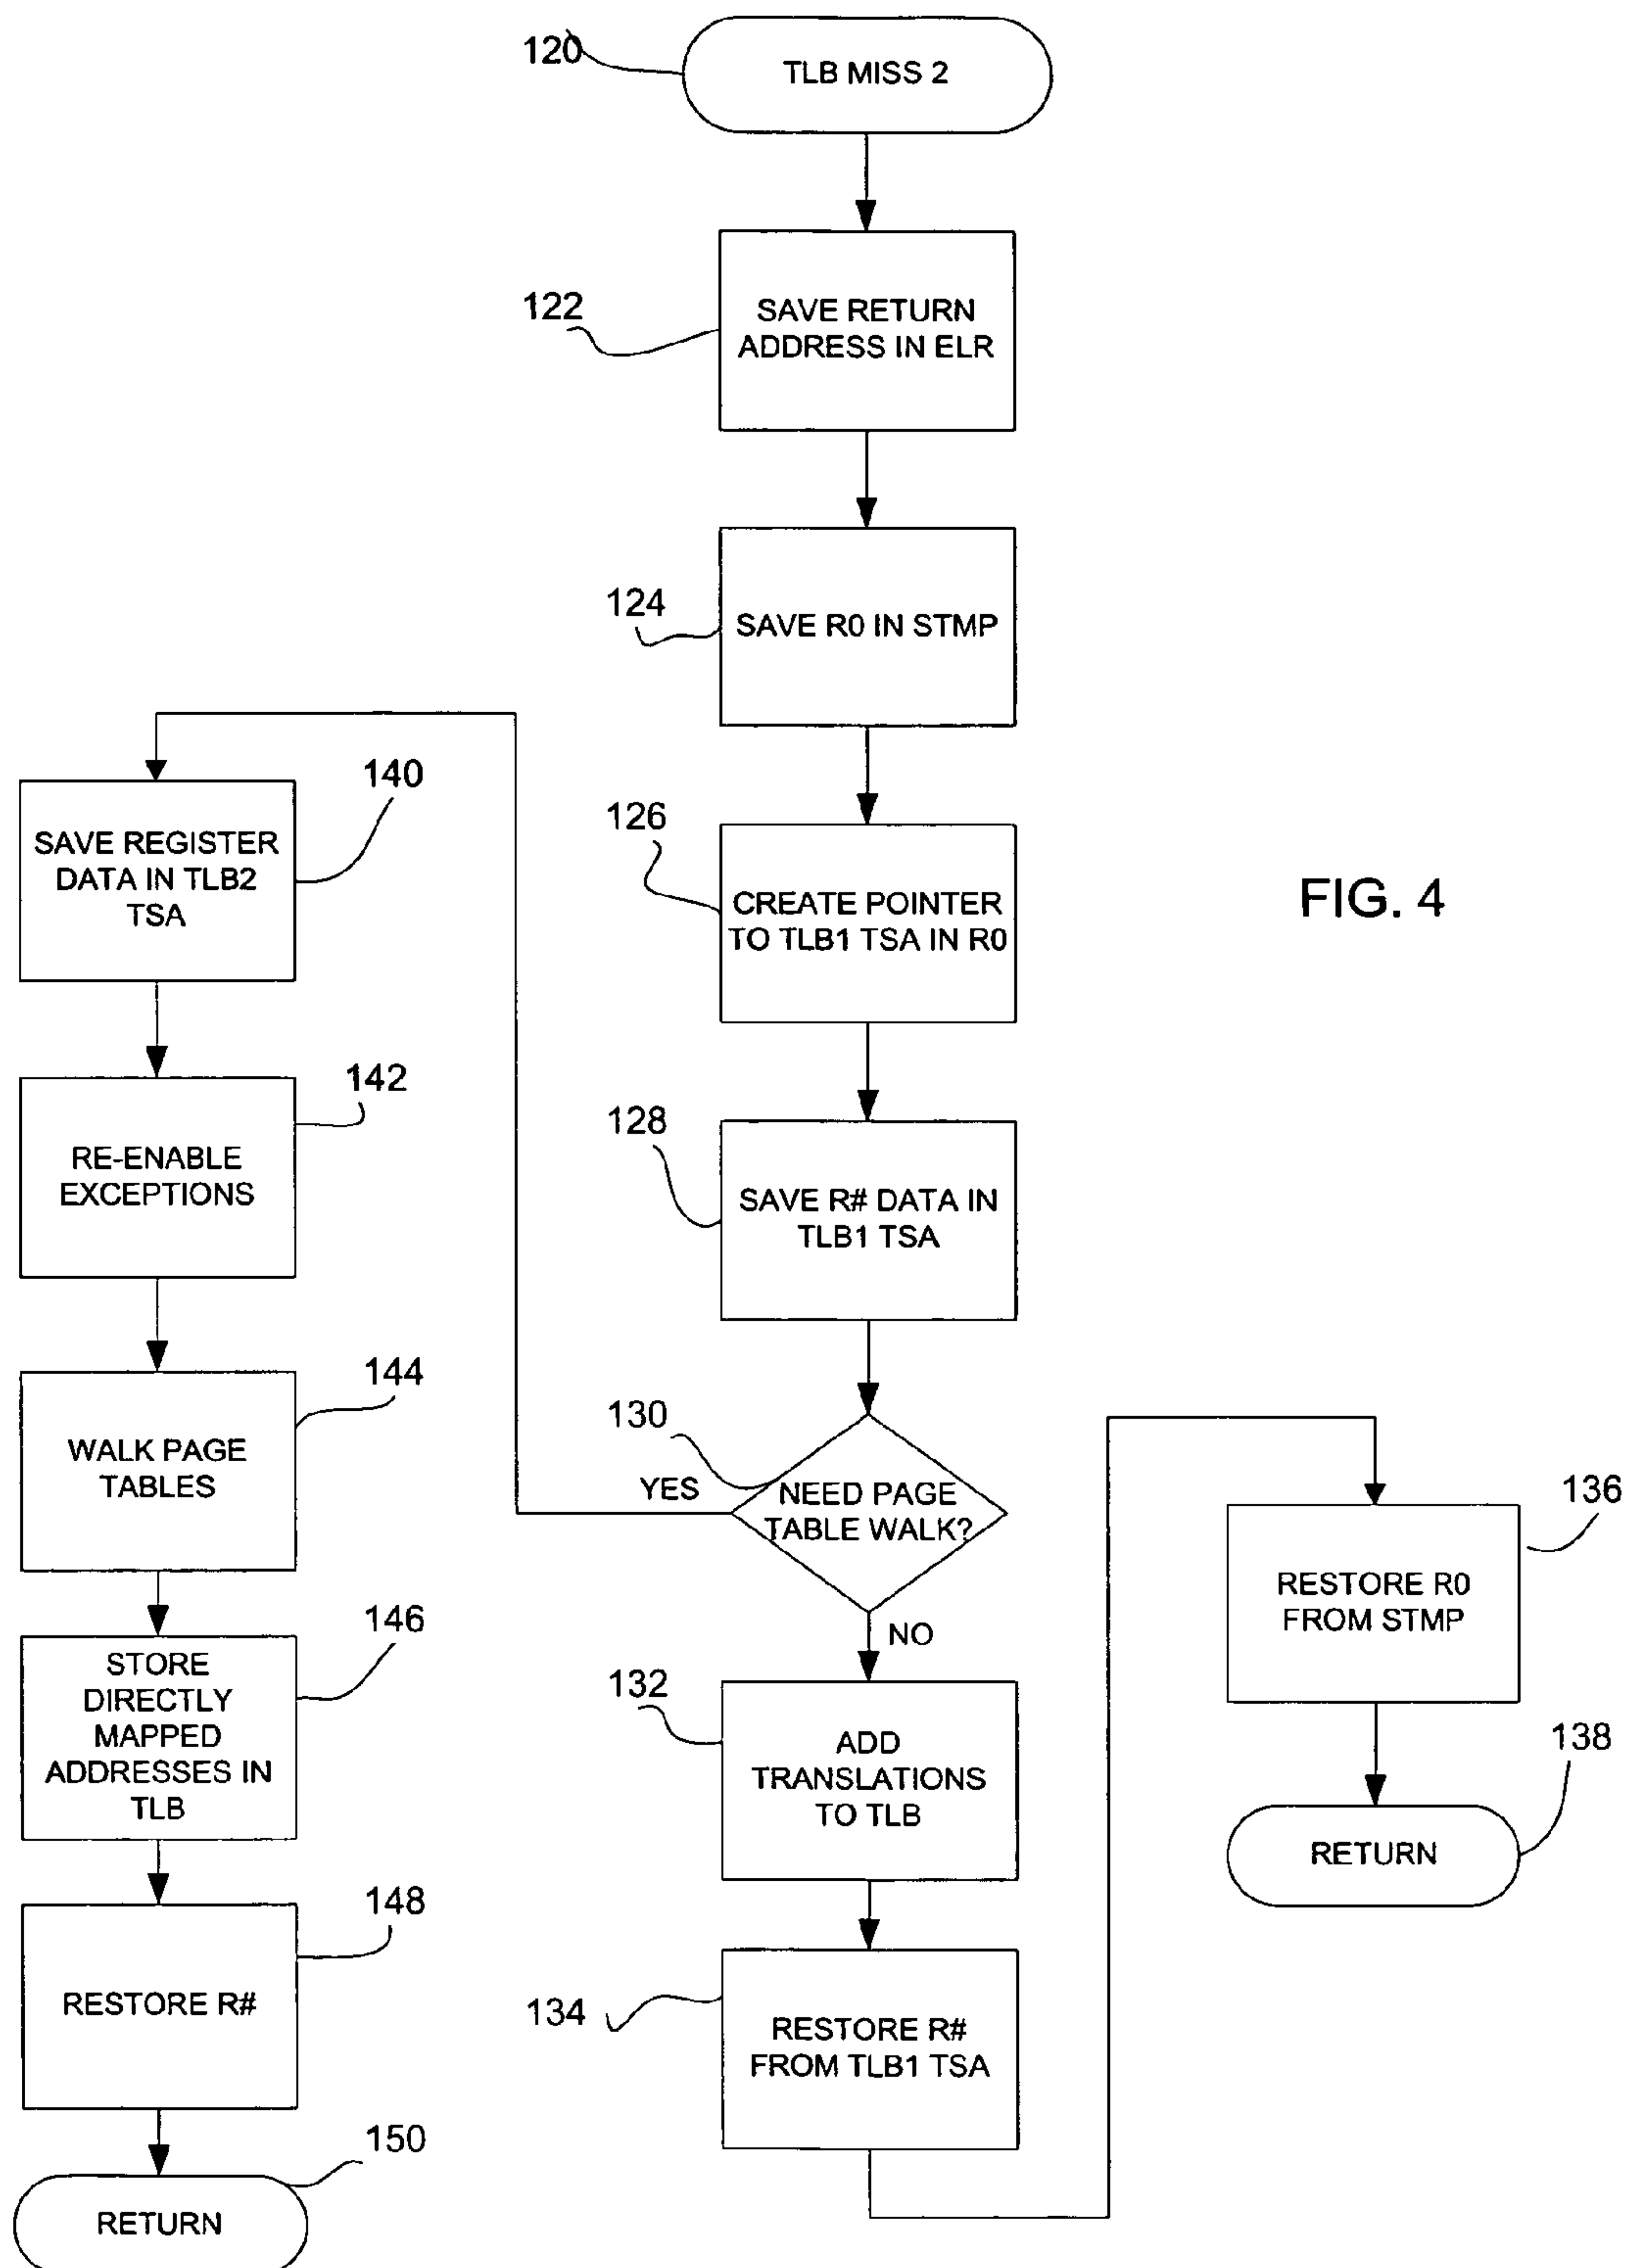 120
TLB MISS 2
122
SAVE RETURN
ADDRESS IN ELR
124
SAVE R0 IN STMP
126
CREATE POINTER
TO TLB1 TSA IN R0
128
SAVE R# DATA IN
TLB1 TSA
130
NEED PAGE
TABLE WALK?
YES
NO
132
ADD
TRANSLATIONS
TO TLB
134
RESTORE R#
FROM TLB1 TSA
136
RESTORE R0
FROM STMP
138
RETURN
140
SAVE REGISTER
DATA IN TLB2
TSA
142
RE-ENABLE
EXCEPTIONS
144
WALK PAGE
TABLES
146
STORE
DIRECTLY
MAPPED
ADDRESSES IN
TLB
148
RESTORE R#
150
RETURN
FIG. 4